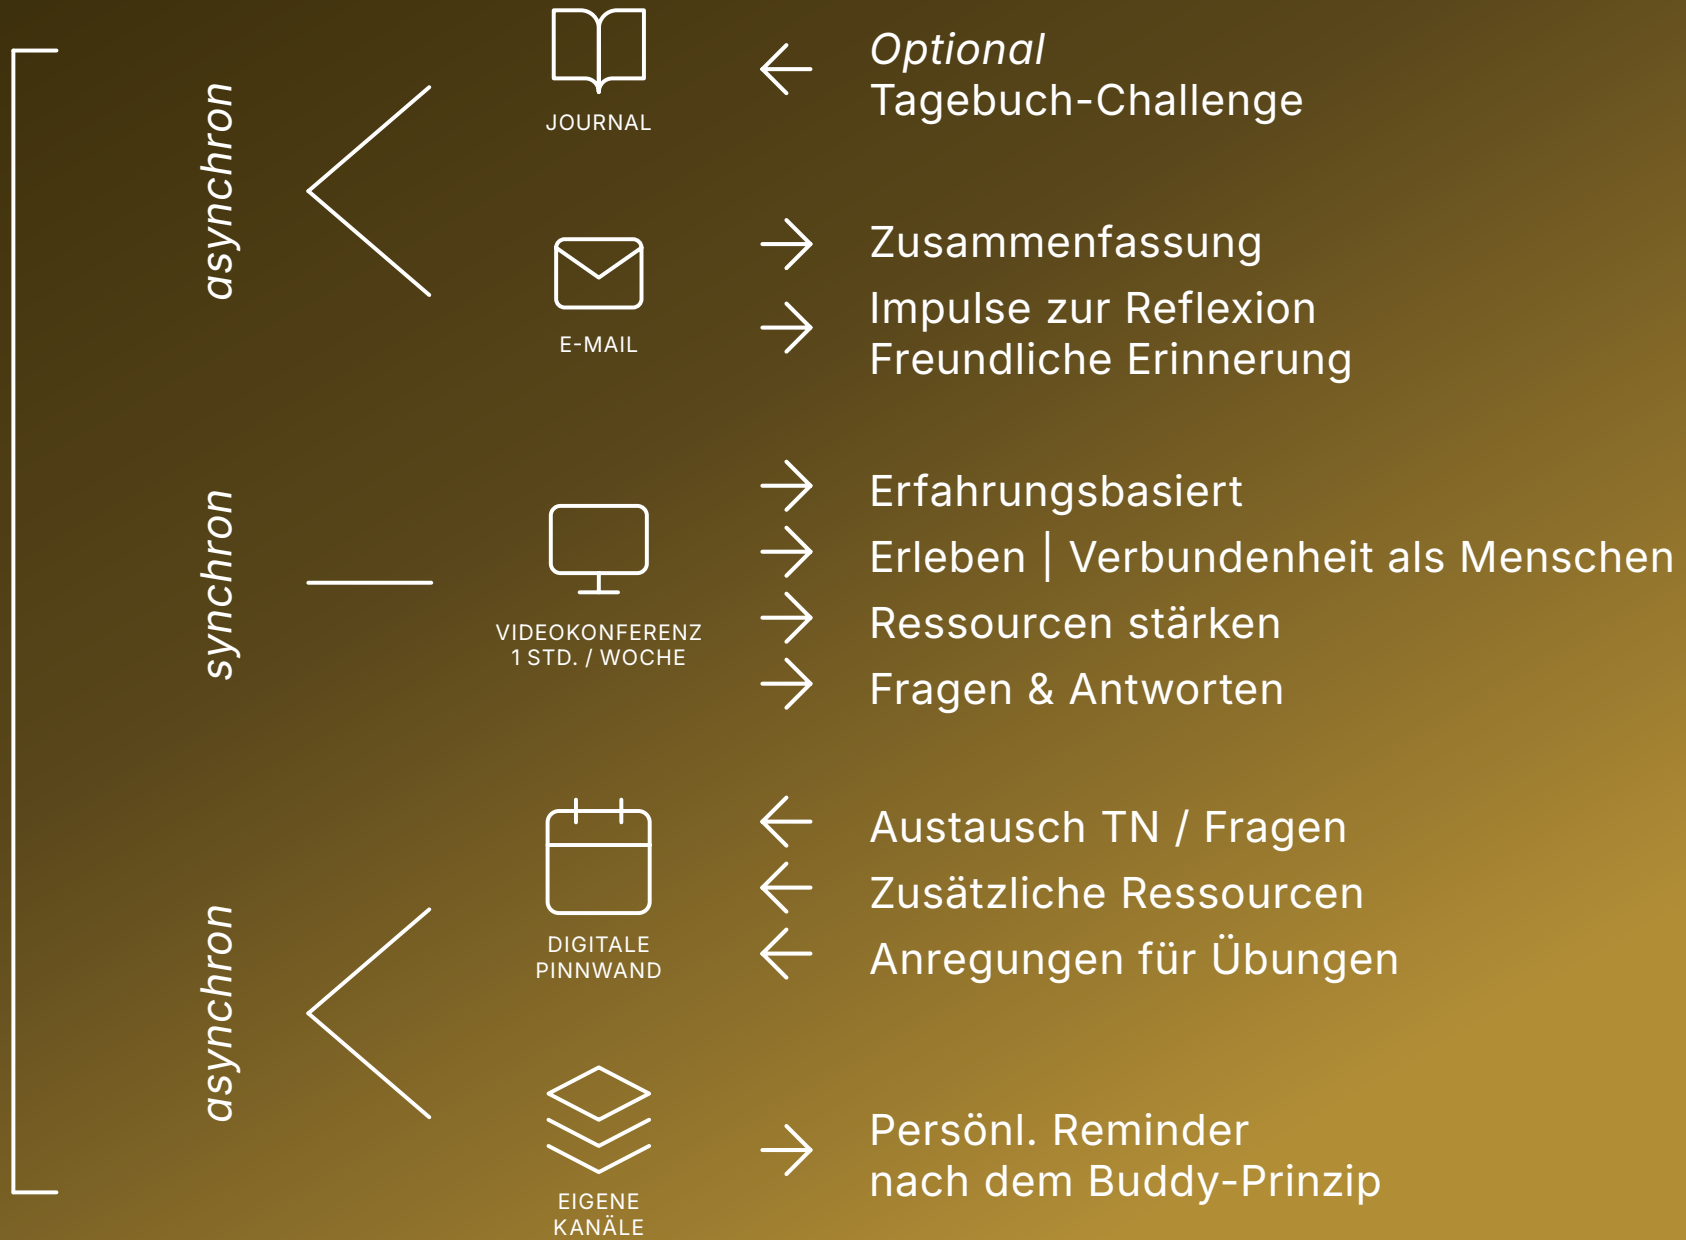 asynchron
JOURNAL
Optional
Tagebuch-Challenge
E-MAIL
Zusammenfassung
Impulse zur Reflexion
Freundliche Erinnerung
synchron
VIDEOKONFERENZ
1 STD. / WOCHE
Erfahrungsbasiert
Erleben | Verbundenheit als Menschen
Ressourcen stärken
Fragen & Antworten
asynchron
DIGITALE
PINNWAND
Austausch TN / Fragen
Zusätzliche Ressourcen
Anregungen für Übungen
EIGENE
KANÄLE
Persönl. Reminder
nach dem Buddy-Prinzip